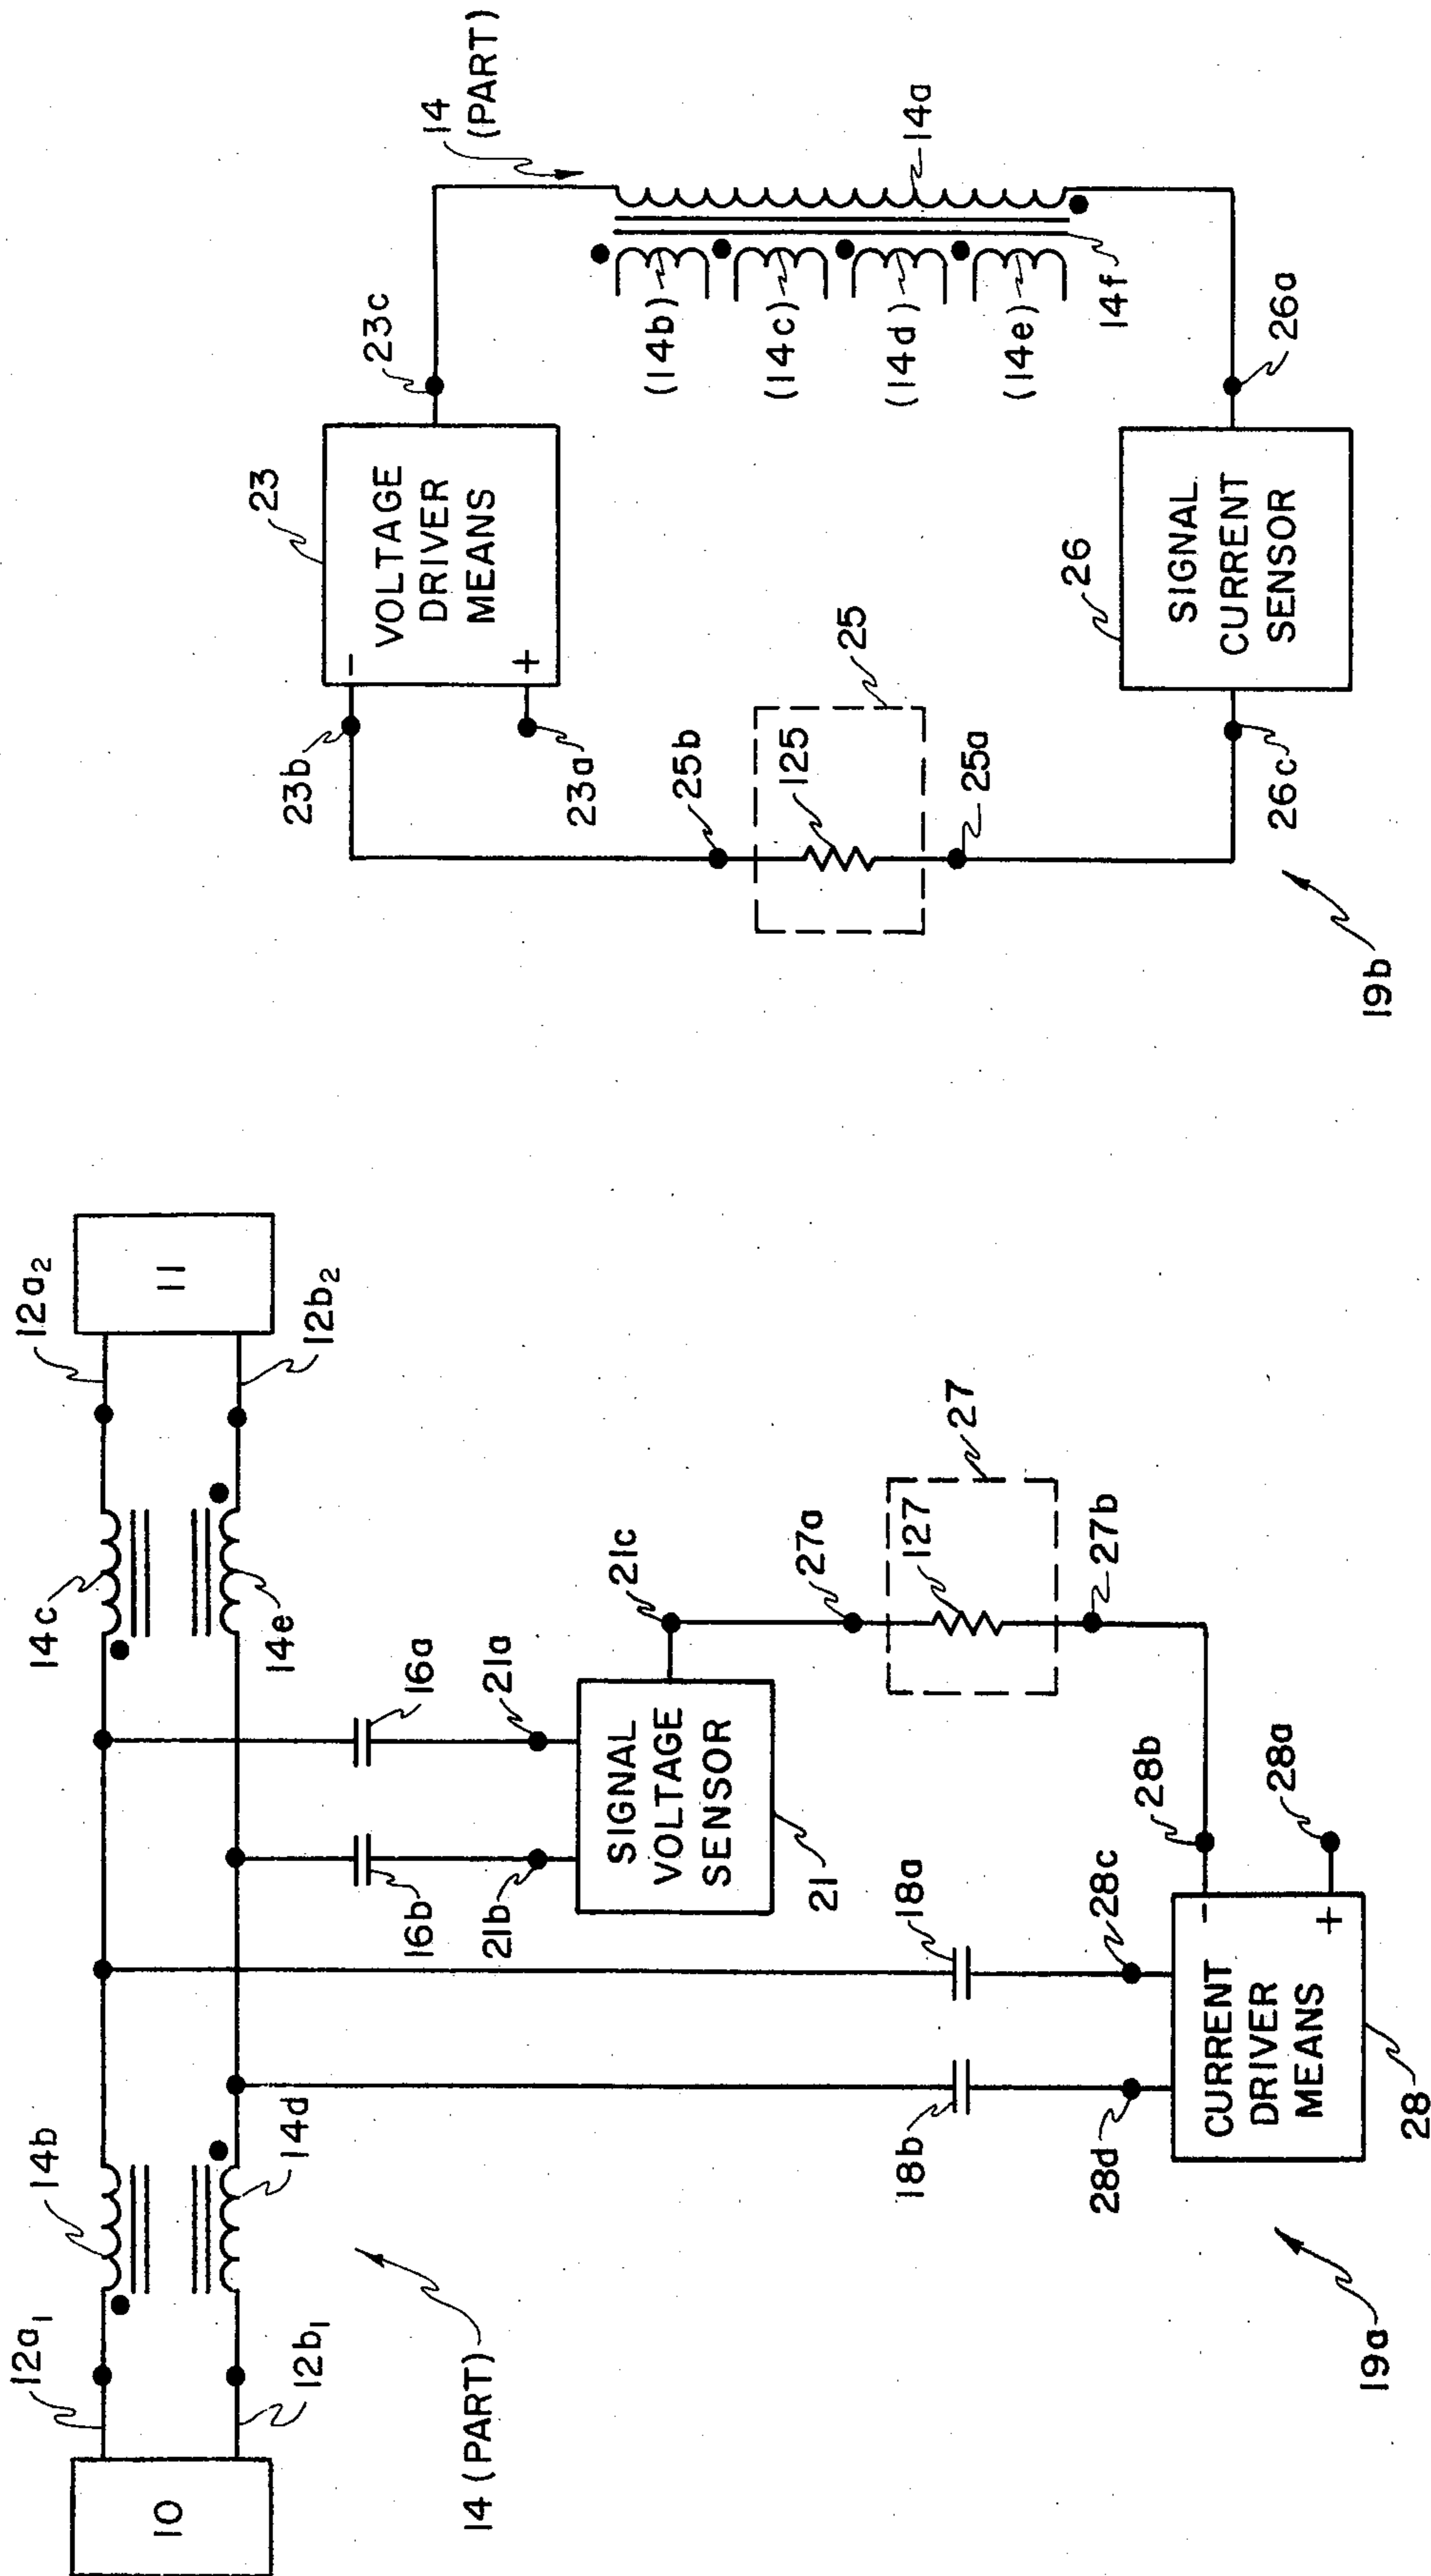 12a1
14b
14c
12a2
10
11
12b1
14d
14e
12b2
14 (PART)
16b
16a
21b
21a
21c
SIGNAL
VOLTAGE
SENSOR
21
27a
27
127
27b
18b
18a
28d
28c
28b
28a
-
+
CURRENT
DRIVER
MEANS
28
19a
23
23b
23c
-
+
VOLTAGE
DRIVER
MEANS
23a
14
(PART)
25b
25
125
25a
(14b)
(14c)
(14d)
(14e)
14a
14f
26
26c
26a
SIGNAL
CURRENT
SENSOR
19b